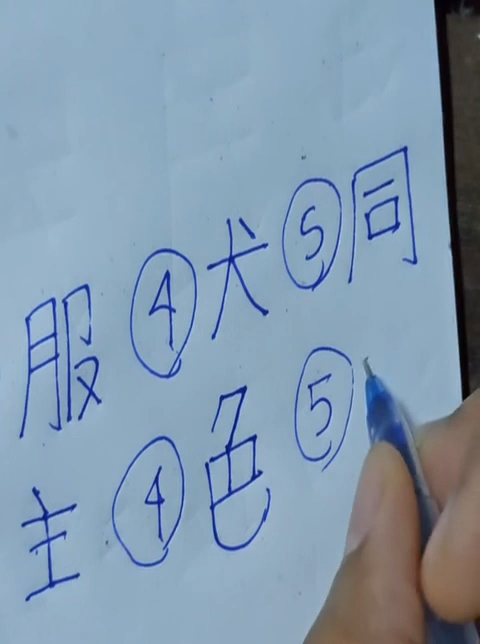 服 ④ 犬 ⑤ 同
主 ④ 色 ⑤